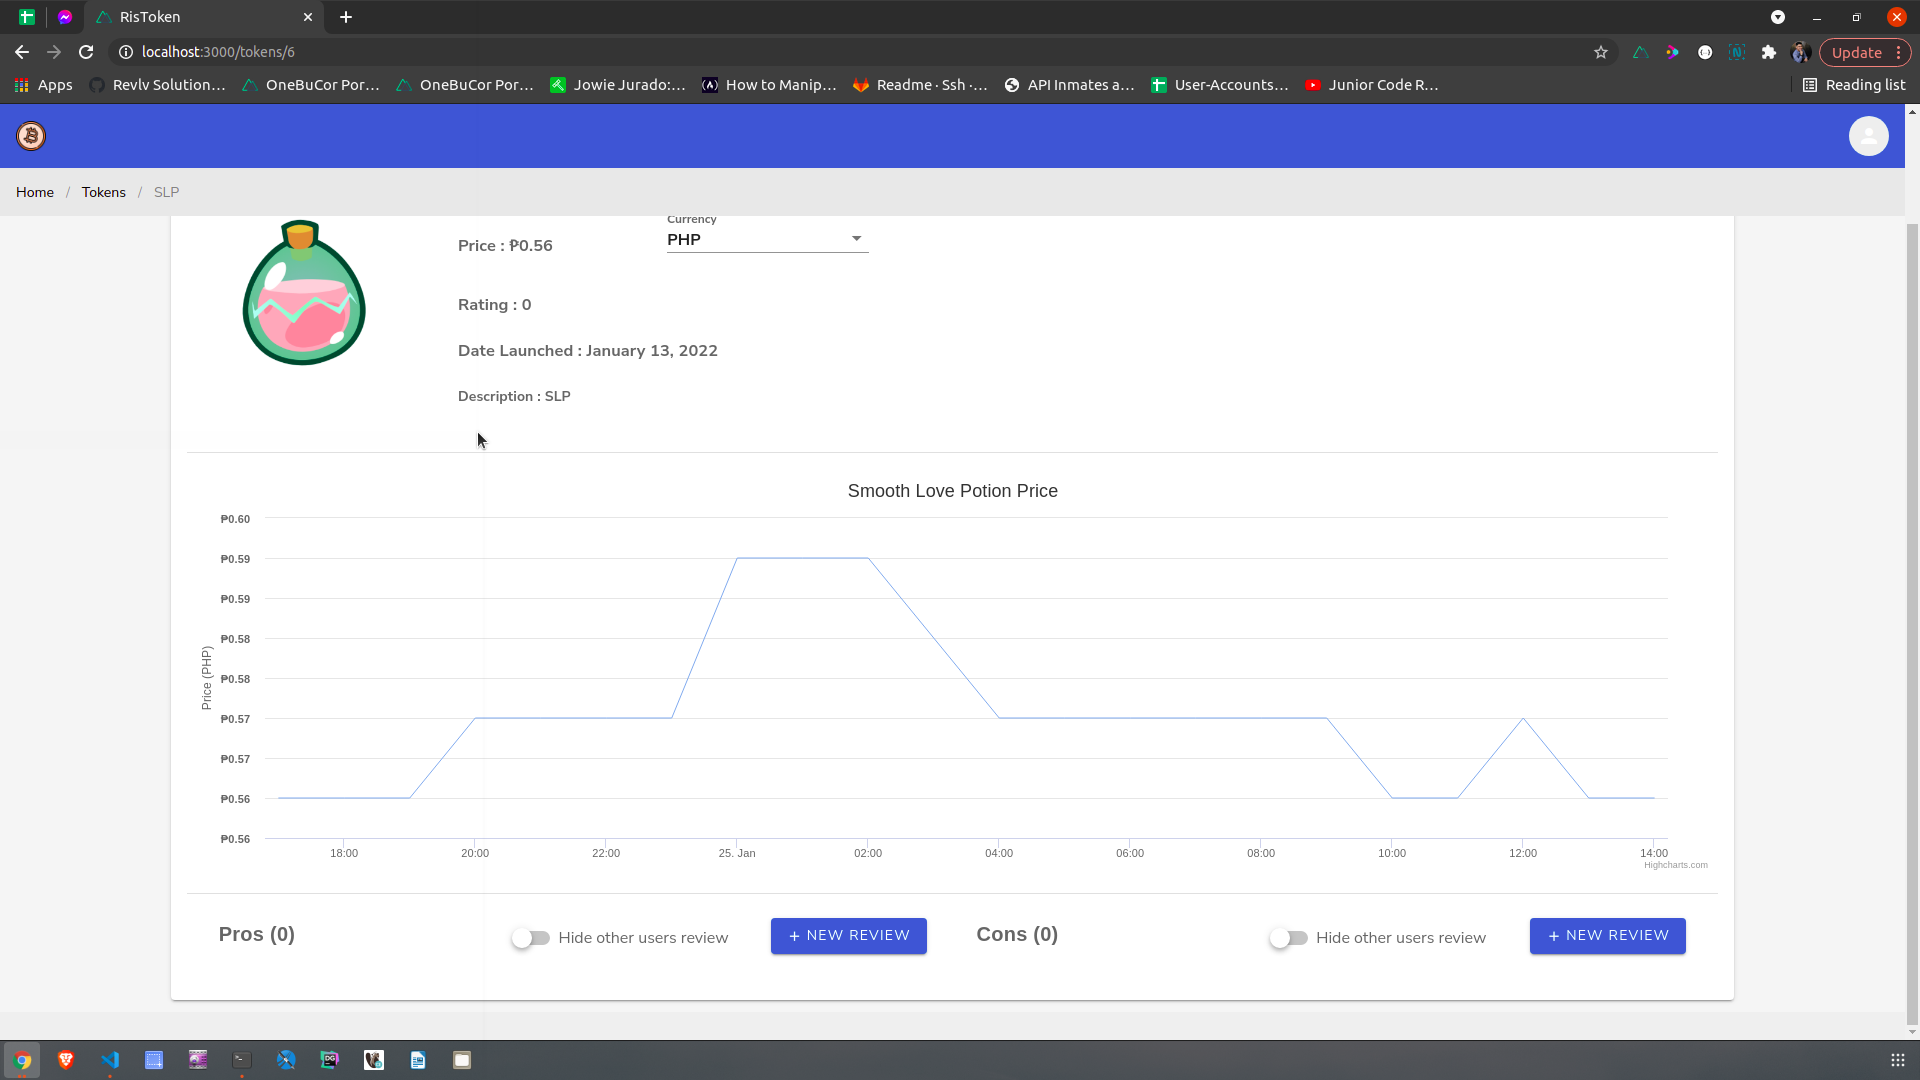 RisToken
localhost:3000/tokens/6
Update
Apps
Revlv Solution...
OneBuCor Por...
OneBuCor Por...
Jowie Jurado:...
How to Manip...
Readme · Ssh ·...
API Inmates a...
User-Accounts...
Junior Code R...
Reading list
Home / Tokens / SLP
Currency
Price : ₱0.56
PHP
Rating : 0
Date Launched : January 13, 2022
Description : SLP
Smooth Love Potion Price
Price (PHP)
₱0.60
₱0.59
₱0.59
₱0.58
₱0.58
₱0.57
₱0.57
₱0.56
₱0.56
18:00 20:00 22:00 25. Jan 02:00 04:00 06:00 08:00 10:00 12:00 14:00
Highcharts.com
Pros (0)
Hide other users review
+ NEW REVIEW
Cons (0)
Hide other users review
+ NEW REVIEW